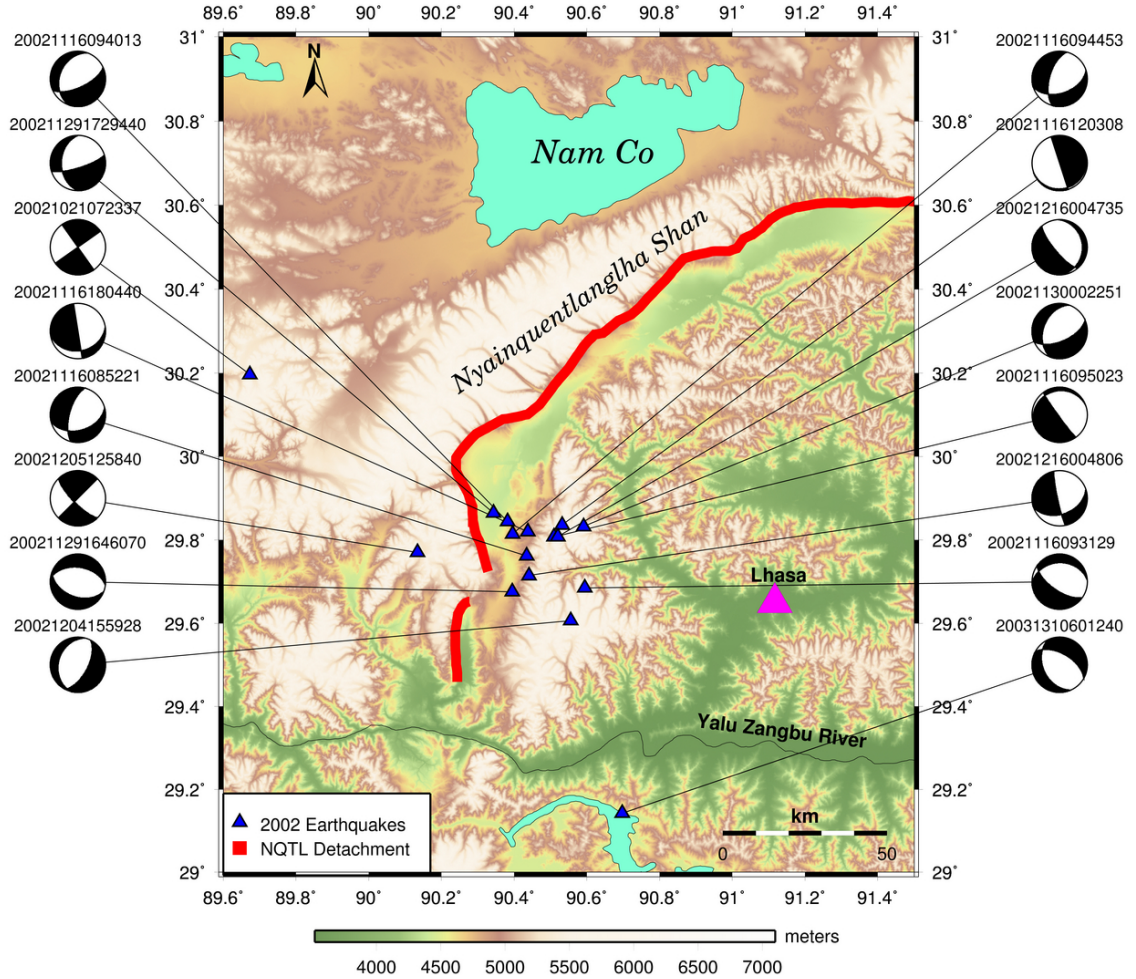 89.6˚ 89.8˚ 90˚ 90.2˚ 90.4˚ 90.6˚ 90.8˚ 91˚ 91.2˚ 91.4˚
31˚ 31˚
20021116094013
20021116094453
N
30.8˚ 30.8˚
200211291729440
20021116120308
Nam Co
30.6˚ 30.6˚
20021021072337
20021216004735
Nyainquentlanglha Shan
30.4˚ 30.4˚
20021116180440
20021130002251
30.2˚ 30.2˚
20021116085221
20021116095023
30˚ 30˚
20021205125840
20021216004806
29.8˚ 29.8˚
200211291646070
20021116093129
Lhasa
29.6˚ 29.6˚
20021204155928
20031310601240
29.4˚ 29.4˚
Yalu Zangbu River
29.2˚ 29.2˚
2002 Earthquakes
NQTL Detachment
km
0 50
29˚ 29˚
89.6˚ 89.8˚ 90˚ 90.2˚ 90.4˚ 90.6˚ 90.8˚ 91˚ 91.2˚ 91.4˚
meters
4000 4500 5000 5500 6000 6500 7000